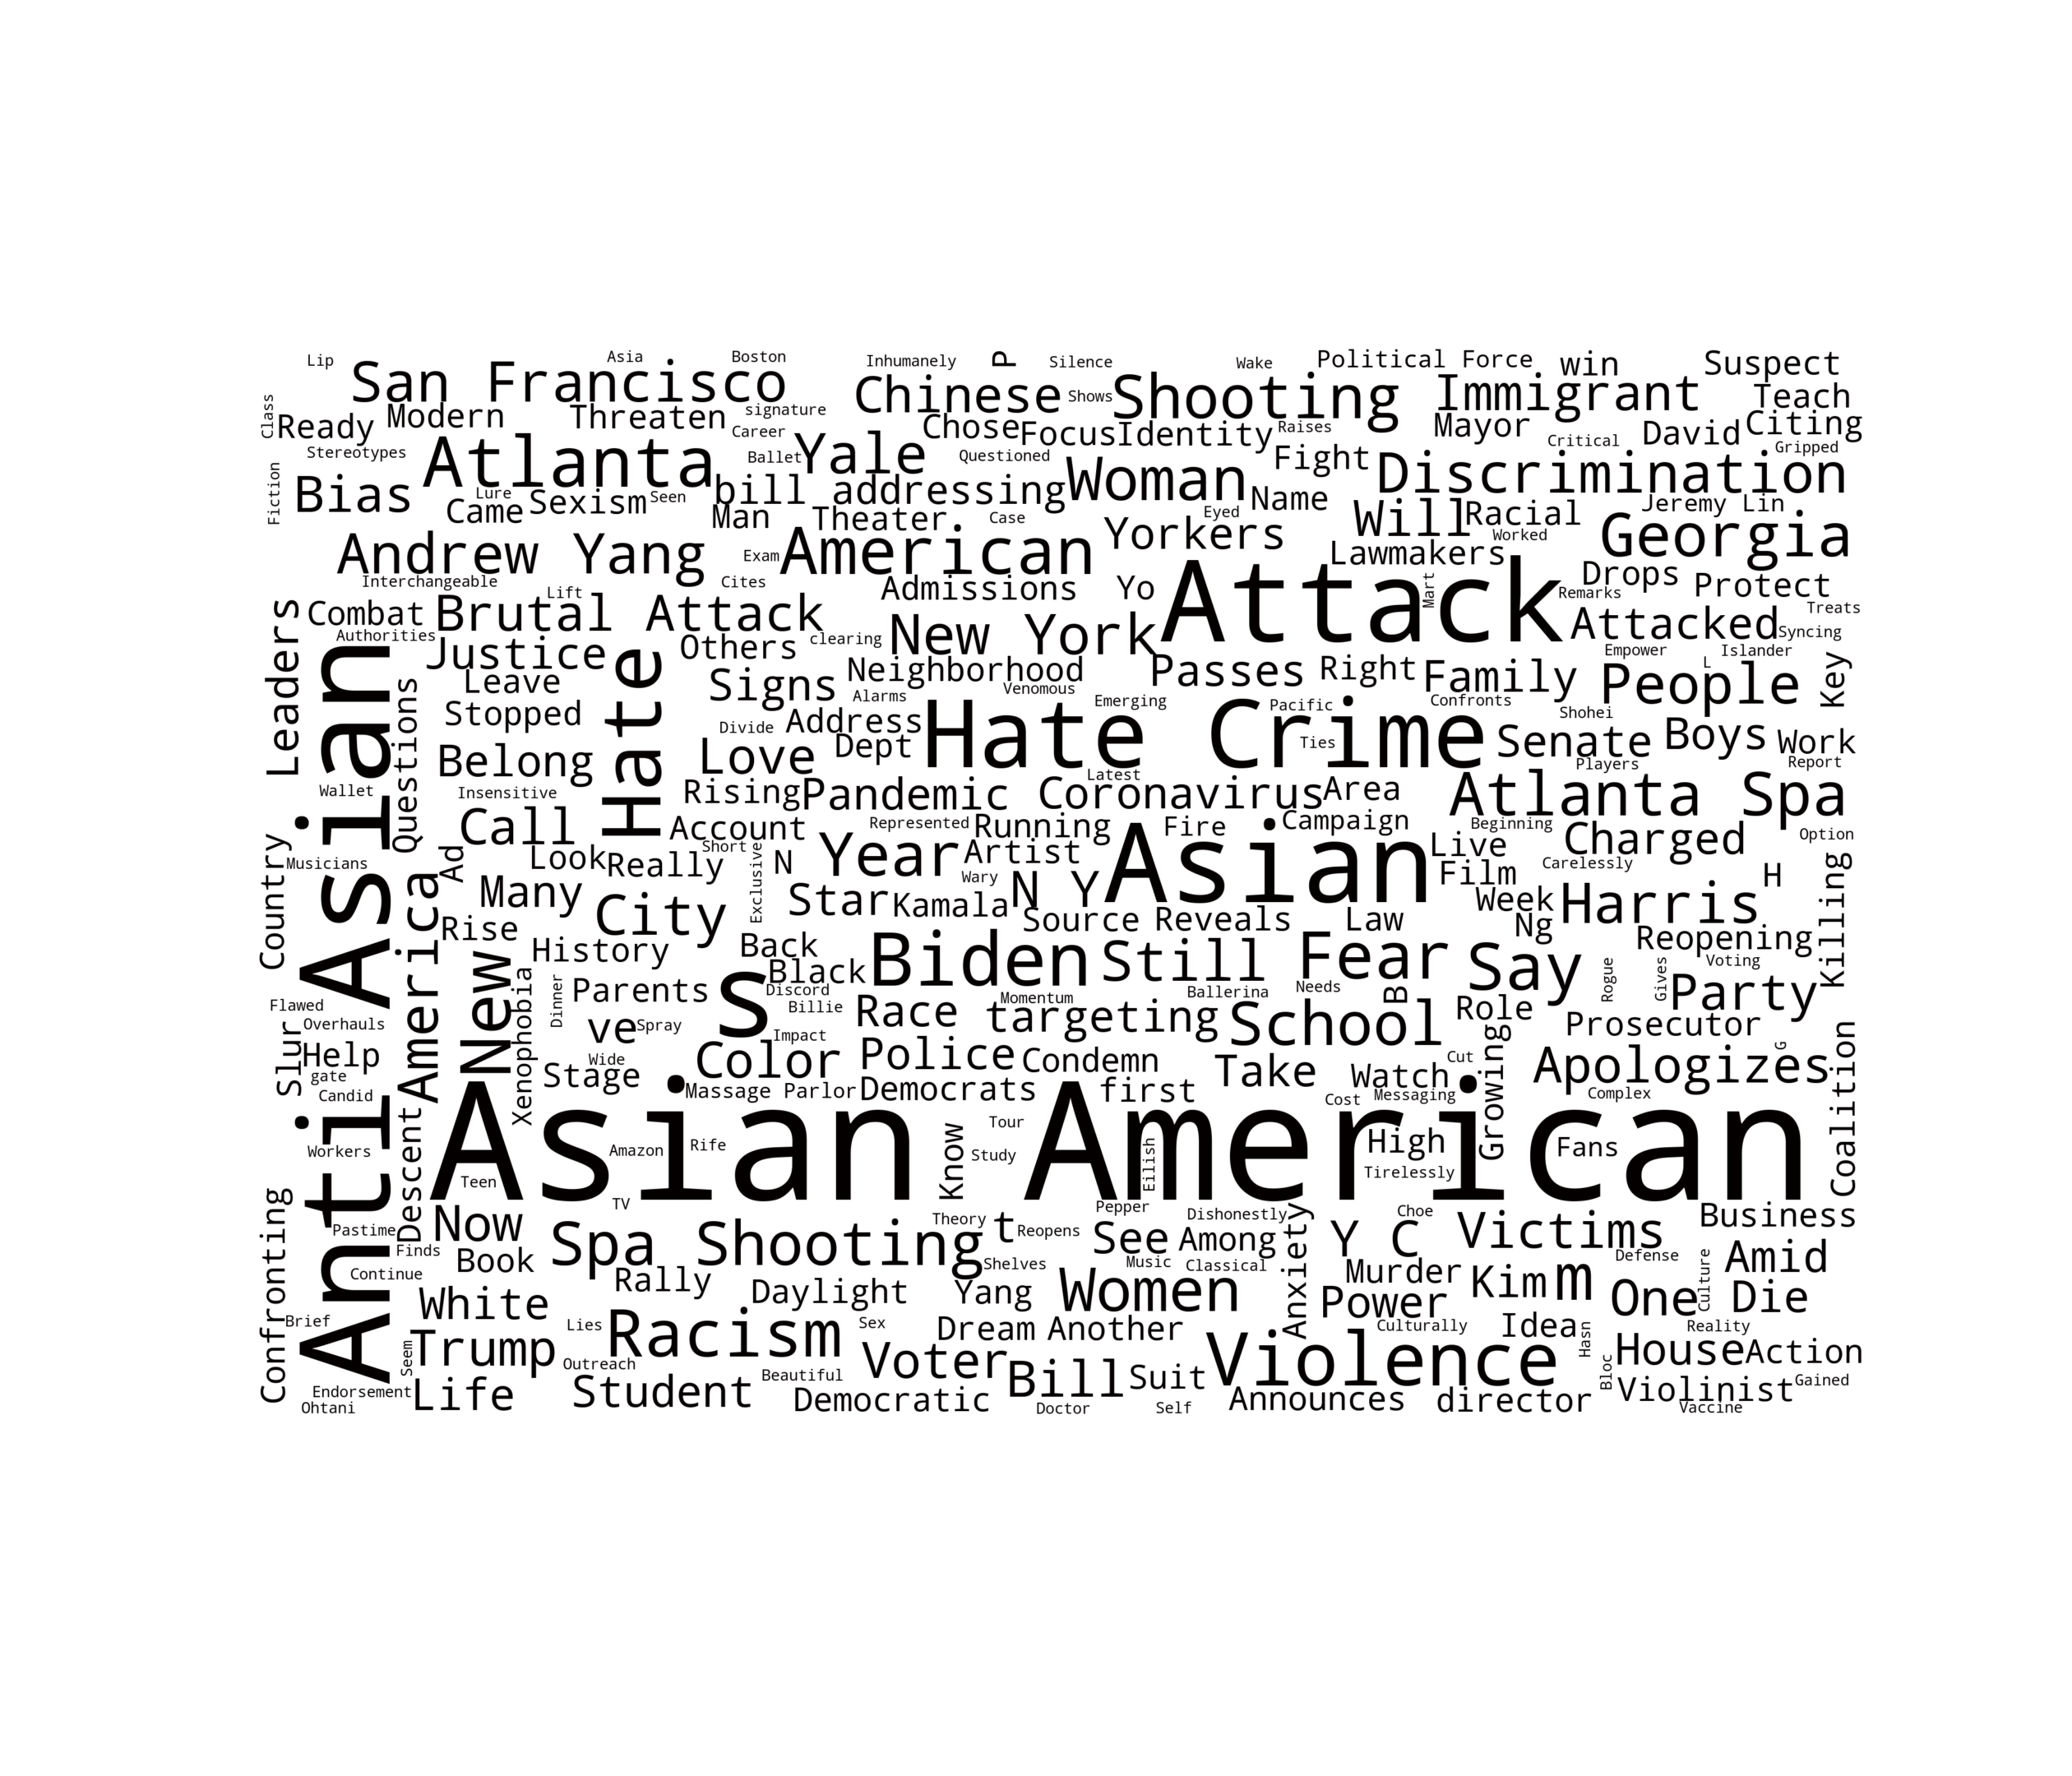 Lip
San Francisco
Asia
Boston
Inhumanely
P
Silence
Wake
Political Force
win
Suspect
Class
Ready
Modern
Threaten
signature
Chinese
Shows
Shooting
Immigrant
Teach
Stereotypes
Atlanta
Career
Ballet
Yale
Chose
Focus
Identity
Raises
Mayor
Critical
David
Citing
Gripped
Fiction
Bias
Came
Lure
Sexism
Seen
bill addressing
Questioned
Woman
Fight
Name
Discrimination
Man
Theater
Case
Yorkers
Eyed
Will
Racial
Worked
Jeremy Lin
Georgia
Andrew Yang
Exam
American
Lawmakers
Interchangeable
Lift
Cites
Admissions
Yo
Attack
Mart
Drops
Remarks
Protect
Leaders
Combat
Brutal Attack
Treats
Authorities
Justice
Others
clearing
New York
Attacked
Syncing
Anti Asian
Questions
Leave
Hate
Signs
Neighborhood
Alarms
Venomous
Passes
Right
Family
Empower
Islander
L
People
Key
Stopped
Divide
Address
Hate Crime
Emerging
Pacific
Ties
Confronts
Shohei
Belong
Love
Dept
Senate
Boys
Work
Players
Report
Wallet
Insensitive
Rising
Pandemic
Latest
Coronavirus
Area
Atlanta Spa
Country
Musicians
Call
Account
Represented
Running
Fire
Campaign
Beginning
Charged
Option
Ad
Look
Really
Short
Exclusive
N
Year
Artist
Asian
Live
Carelessly
America
Many
City
Star
Wary
Kamala
N Y
Film
Week
Harris
H
Killing
Rise
History
Back
Source Reveals
Law
Ng
Reopening
New
Xenophobia
Black
Biden
Still
Fear
Say
Voting
Flawed
Dinner
Parents
s
Discord
Billie
Race
Momentum
targeting
Ballerina
Needs
B
Rogue
Gives
Party
Slur
Overhauls
Help
ve
Spray
Impact
School
Role
Growing
Prosecutor
G
Coalition
gate
Candid
Wide
Stage
Color
Police
Condemn
Take
Watch
Cut
Apologizes
Massage Parlor
Democrats
first
Cost
Messaging
Complex
Descent
Asian American
Workers
Teen
Amazon
Rife
Know
Tour
Study
Eilish
High
Tirelessly
Fans
Confronting
Pastime
Now
TV
Theory
t
Reopens
Pepper
Dishonestly
Choe
Business
Finds
Book
Spa Shooting
See
Among
Anxiety
Y C
Victims
Defense
Culture
Amid
Continue
Rally
Shelves
Music
Classical
Murder
Kim
m
White
Daylight
Yang
Women
Power
One
Die
Brief
Seem
Trump
Lies
Racism
Sex
Dream
Another
Culturally
Idea
Hasn
Reality
Outreach
Beautiful
Voter
Bill
Suit
Violence
Bloc
House
Action
Endorsement
Life
Student
Democratic
Announces
director
Violinist
Gained
Ohtani
Doctor
Self
Vaccine